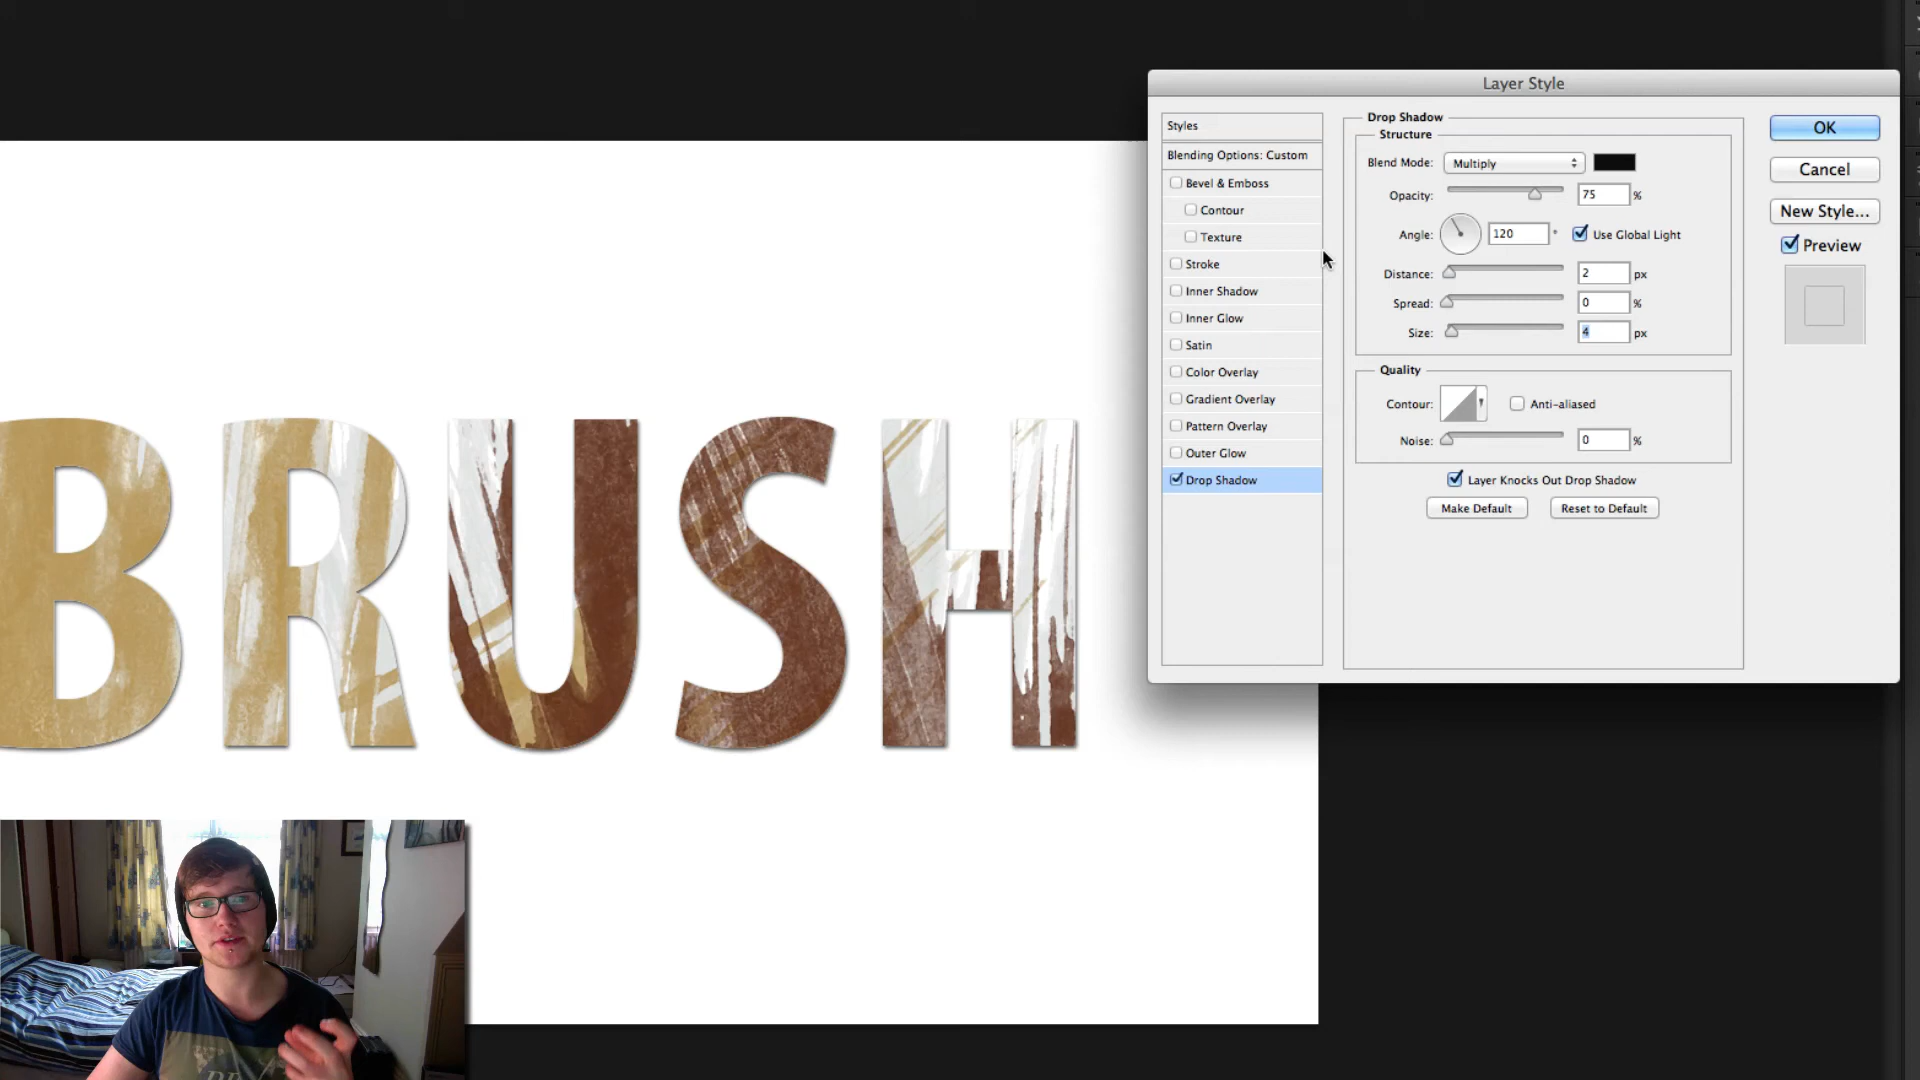 Layer Style
Styles
Blending Options: Custom
Bevel & Emboss
Contour
Texture
Stroke
Inner Shadow
Inner Glow
Satin
Color Overlay
Gradient Overlay
Pattern Overlay
Outer Glow
Drop Shadow
Drop Shadow
Structure
Blend Mode: Multiply
Opacity: 75 %
Angle: 120 ° Use Global Light
Distance: 2 px
Spread: 0 %
Size: 4 px
Quality
Contour: Anti-aliased
Noise: 0 %
Layer Knocks Out Drop Shadow
Make Default Reset to Default
OK
Cancel
New Style...
Preview
BRUSH